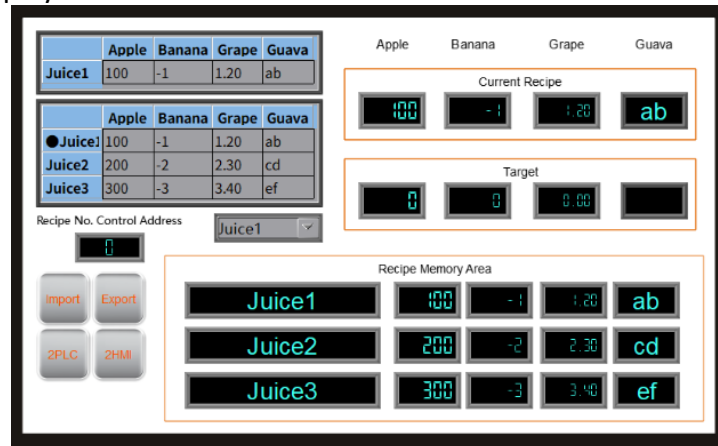 Apple Banana Grape Guava
Juice1 100 -1 1.20 ab
Apple Banana Grape Guava
●Juice1 100 -1 1.20 ab
Juice2 200 -2 2.30 cd
Juice3 300 -3 3.40 ef
Recipe No. Control Address
0
Juice1
Import Export
2PLC 2HMI
Apple Banana Grape Guava
Current Recipe
100 -1 1.20 ab
Target
0 0 0.00
Recipe Memory Area
Juice1 100 -1 1.20 ab
Juice2 200 -2 2.30 cd
Juice3 300 -3 3.40 ef